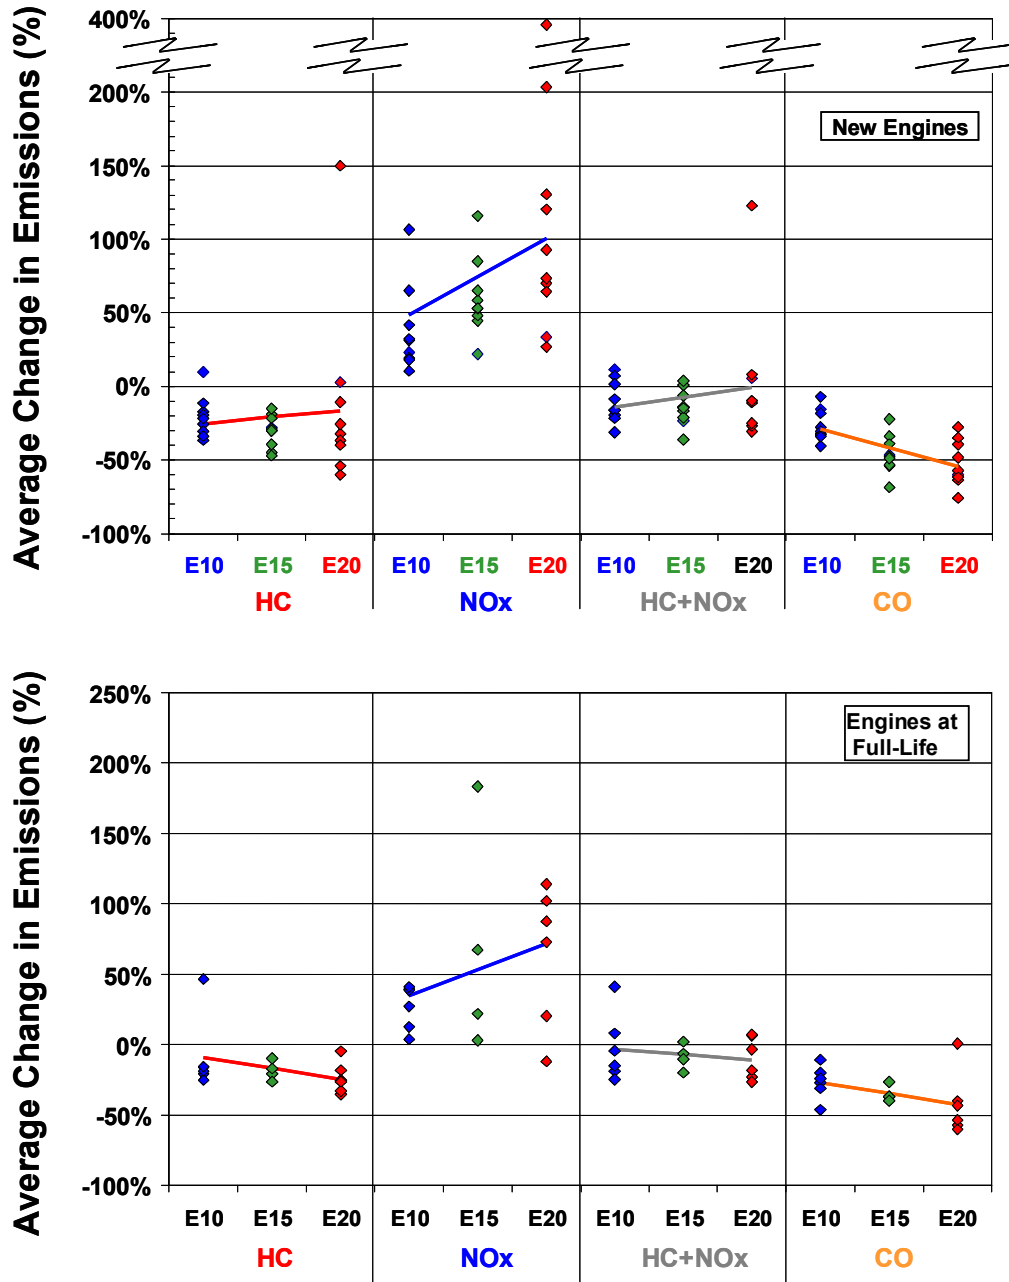 Average Change in Emissions (%)
400%
200%
150%
100%
50%
0%
-50%
-100%
New Engines
E10 E15 E20 E10 E15 E20 E10 E15 E20 E10 E15 E20
HC NOx HC+NOx CO
Average Change in Emissions (%)
250%
200%
150%
100%
50%
0%
-50%
-100%
Engines at
Full-Life
E10 E15 E20 E10 E15 E20 E10 E15 E20 E10 E15 E20
HC NOx HC+NOx CO